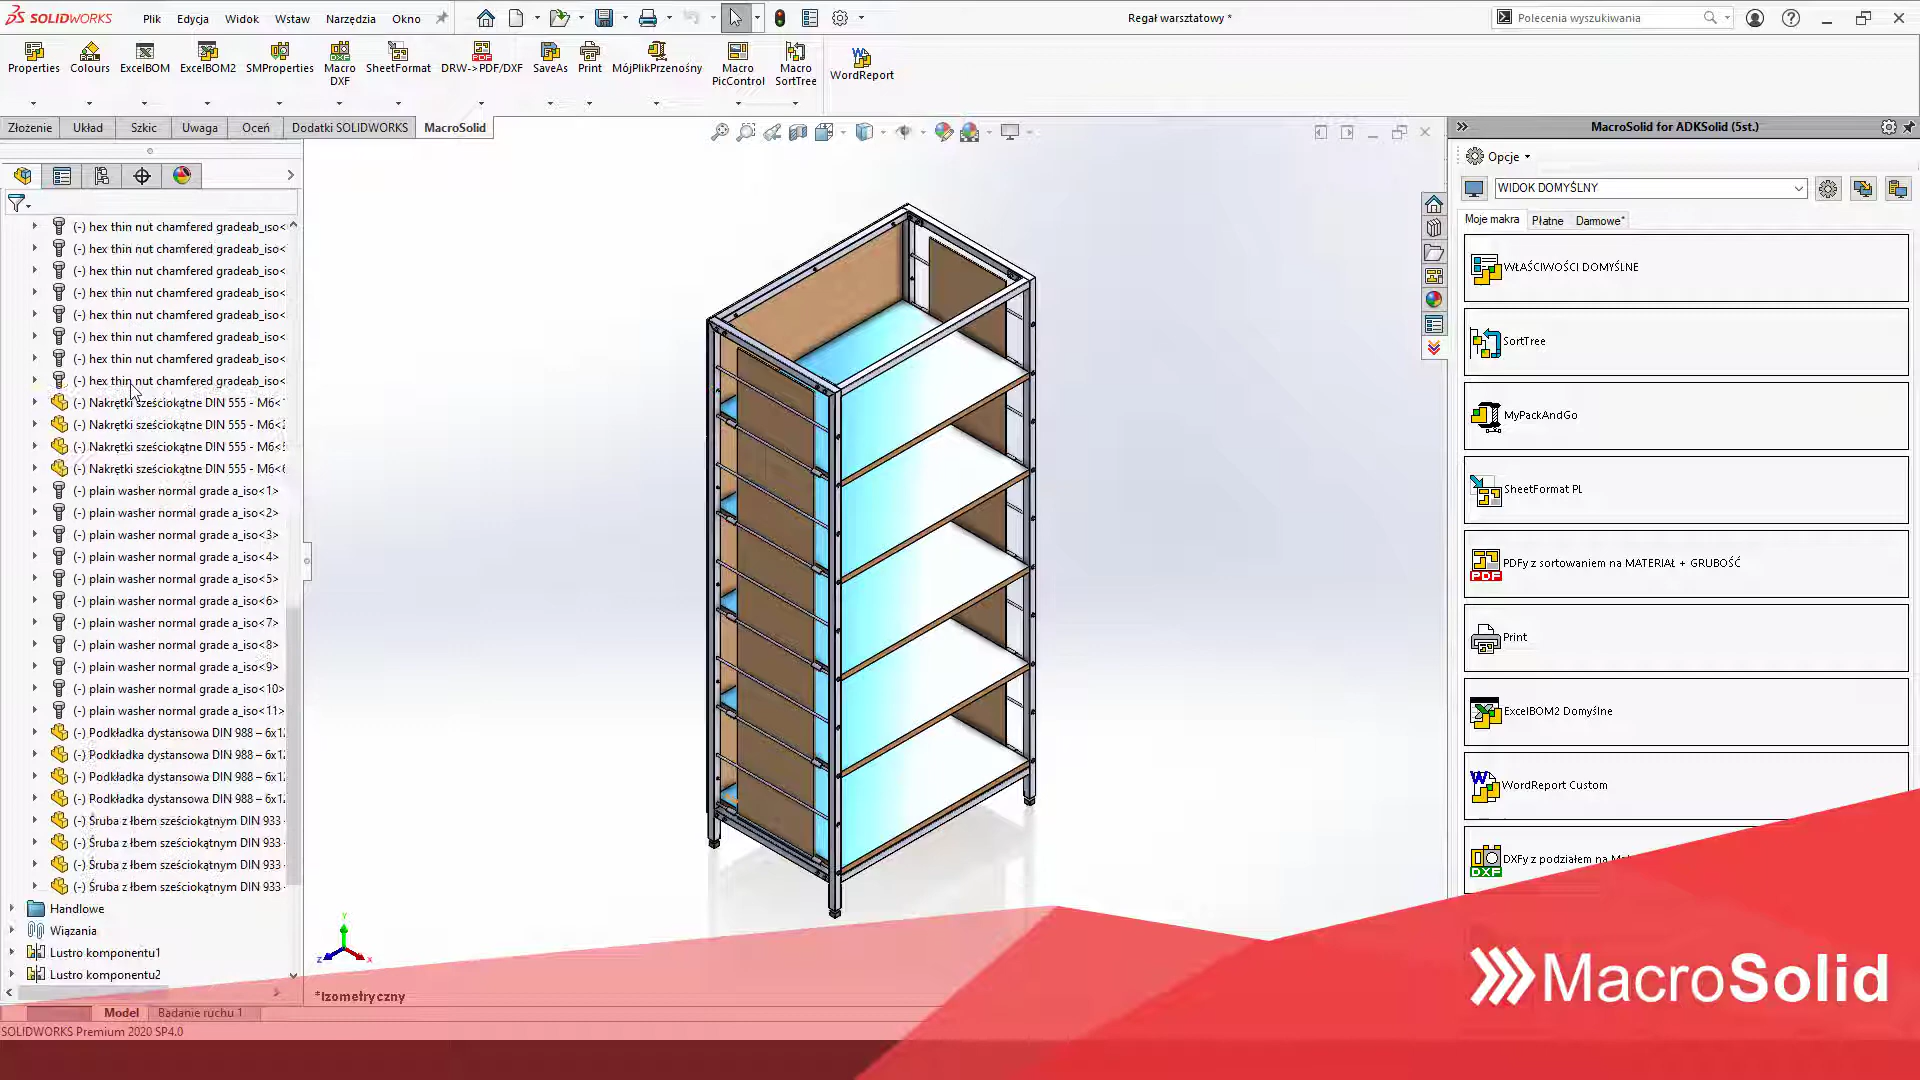 SOLIDWORKS
Plik
Edycja
Widok
Wstaw
Narzędzia
Okno
Regał warsztatowy *
Polecenia wyszukiwania
Properties
Colours
ExcelBOM
ExcelBOM2
SMProperties
Macro DXF
SheetFormat
DRW->PDF/DXF
SaveAs
Print
MójPlikPrzenośny
Macro PicControl
Macro SortTree
WordReport
Złożenie
Układ
Szkic
Uwaga
Oceń
Dodatki SOLIDWORKS
MacroSolid
(-) hex thin nut chamfered gradeab_iso<
(-) hex thin nut chamfered gradeab_iso<
(-) hex thin nut chamfered gradeab_iso<
(-) hex thin nut chamfered gradeab_iso<
(-) hex thin nut chamfered gradeab_iso<
(-) hex thin nut chamfered gradeab_iso<
(-) hex thin nut chamfered gradeab_iso<
(-) hex thin nut chamfered gradeab_iso<
(-) Nakrętki sześciokątne DIN 555 - M6<
(-) Nakrętki sześciokątne DIN 555 - M6<
(-) Nakrętki sześciokątne DIN 555 - M6<
(-) Nakrętki sześciokątne DIN 555 - M6<
(-) plain washer normal grade a_iso<1>
(-) plain washer normal grade a_iso<2>
(-) plain washer normal grade a_iso<3>
(-) plain washer normal grade a_iso<4>
(-) plain washer normal grade a_iso<5>
(-) plain washer normal grade a_iso<6>
(-) plain washer normal grade a_iso<7>
(-) plain washer normal grade a_iso<8>
(-) plain washer normal grade a_iso<9>
(-) plain washer normal grade a_iso<10>
(-) plain washer normal grade a_iso<11>
(-) Podkładka dystansowa DIN 988 – 6x12
(-) Podkładka dystansowa DIN 988 – 6x12
(-) Podkładka dystansowa DIN 988 – 6x12
(-) Podkładka dystansowa DIN 988 – 6x12
(-) Śruba z łbem sześciokątnym DIN 933
(-) Śruba z łbem sześciokątnym DIN 933
(-) Śruba z łbem sześciokątnym DIN 933
(-) Śruba z łbem sześciokątnym DIN 933
Handlowe
Wiązania
Lustro komponentu1
Lustro komponentu2
Y
Z
X
*Izometryczny
Model
Badanie ruchu 1
SOLIDWORKS Premium 2020 SP4.0
MacroSolid for ADKSolid (5st.)
Opcje
WIDOK DOMYŚLNY
Moje makra
Płatne
Darmowe*
WŁAŚCIWOŚCI DOMYŚLNE
SortTree
MyPackAndGo
SheetFormat PL
PDFy z sortowaniem na MATERIAŁ + GRUBOŚĆ
Print
ExcelBOM2 Domyślne
WordReport Custom
DXFy z podziałem na
MacroSolid